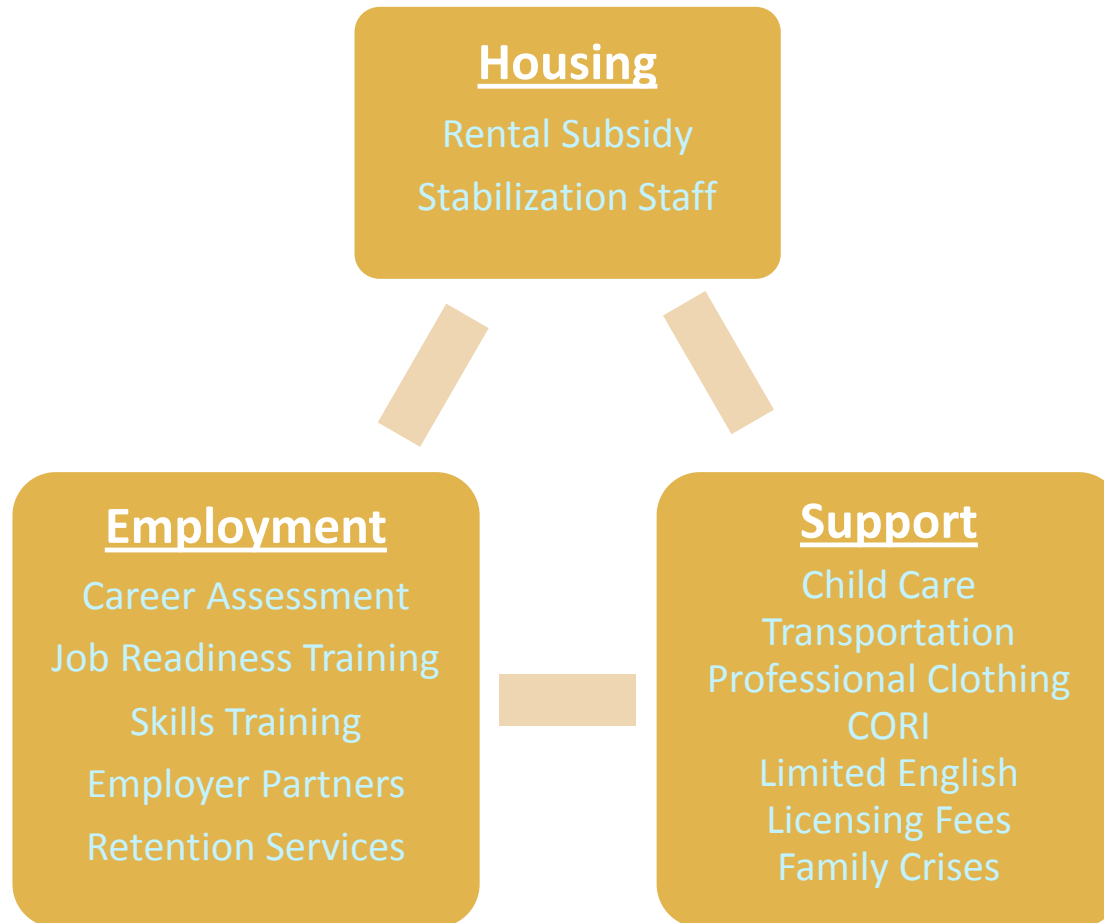 Housing
Rental Subsidy
Stabilization Staff
Employment
Career Assessment
Job Readiness Training
Skills Training
Employer Partners
Retention Services
Support
Child Care
Transportation
Professional Clothing
CORI
Limited English
Licensing Fees
Family Crises